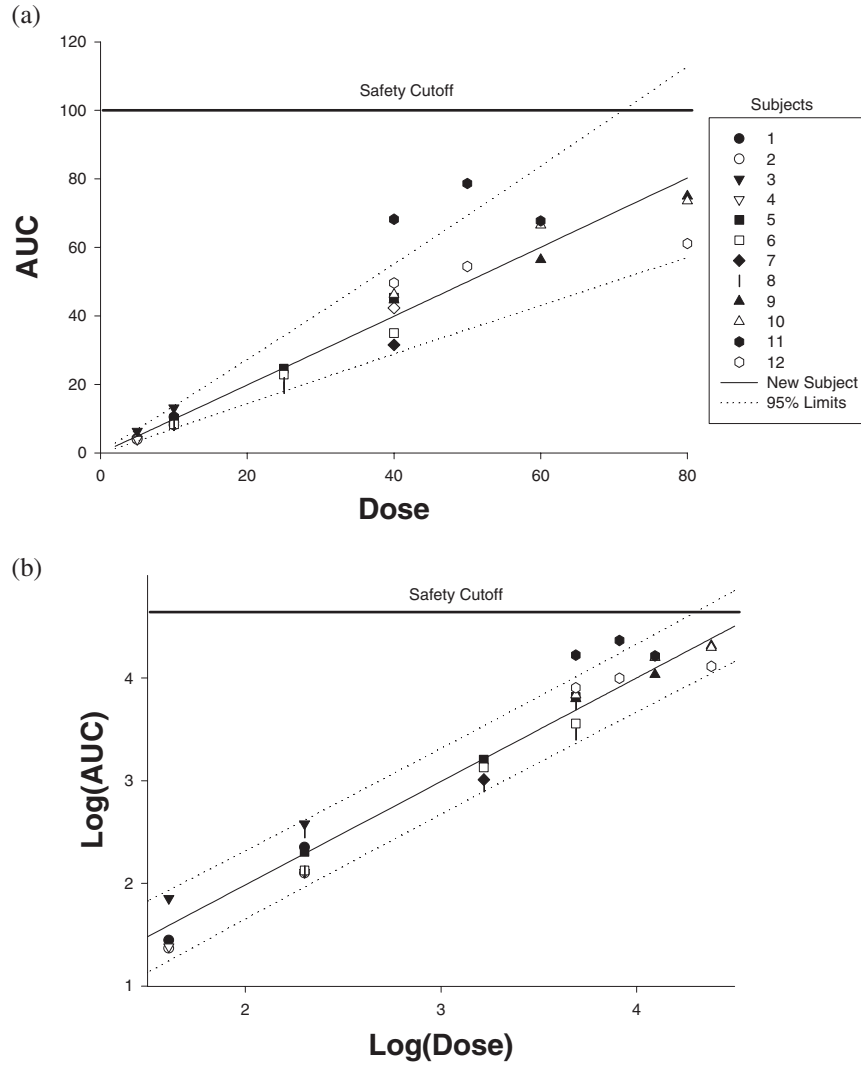 (a)
120
100
80
60
40
20
0
AUC
Safety Cutoff
0 20 40 60 80
Dose
Subjects
1
2
3
4
5
6
7
8
9
10
11
12
New Subject
95% Limits
(b)
Safety Cutoff
4
3
2
1
Log(AUC)
2 3 4
Log(Dose)